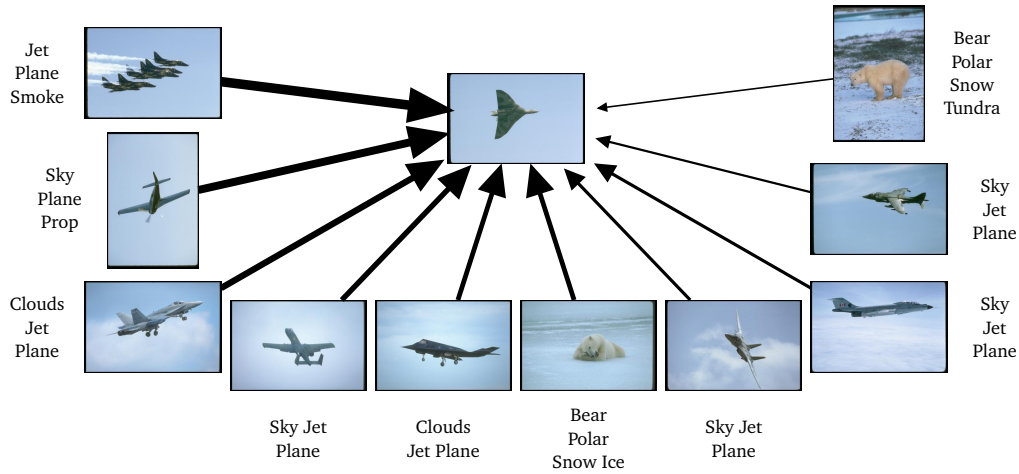 Jet
Plane
Smoke
Bear
Polar
Snow
Tundra
Sky
Plane
Prop
Sky
Jet
Plane
Clouds
Jet
Plane
Sky
Jet
Plane
Sky Jet
Plane
Clouds
Jet Plane
Bear
Polar
Snow Ice
Sky Jet
Plane